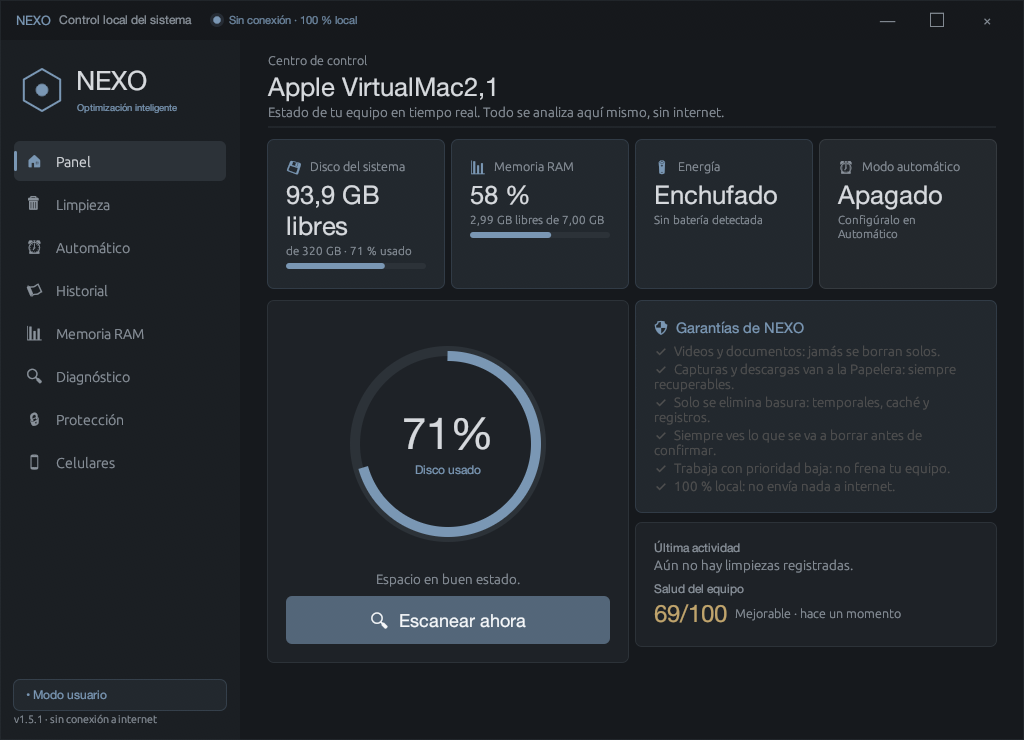 NEXO Control local del sistema Sin conexión · 100 % local
NEXO
Optimización inteligente
Panel
Limpieza
Automático
Historial
Memoria RAM
Diagnóstico
Protección
Celulares
• Modo usuario
v1.5.1 · sin conexión a internet
Centro de control
Apple VirtualMac2,1
Estado de tu equipo en tiempo real. Todo se analiza aquí mismo, sin internet.
Disco del sistema
93,9 GB
libres
de 320 GB · 71 % usado
Memoria RAM
58 %
2,99 GB libres de 7,00 GB
Energía
Enchufado
Sin batería detectada
Modo automático
Apagado
Configúralo en
Automático
71%
Disco usado
Espacio en buen estado.
Escanear ahora
Garantías de NEXO
✓ Videos y documentos: jamás se borran solos.
✓ Capturas y descargas van a la Papelera: siempre
recuperables.
✓ Solo se elimina basura: temporales, caché y
registros.
✓ Siempre ves lo que se va a borrar antes de
confirmar.
✓ Trabaja con prioridad baja: no frena tu equipo.
✓ 100 % local: no envía nada a internet.
Última actividad
Aún no hay limpiezas registradas.
Salud del equipo
69/100 Mejorable · hace un momento